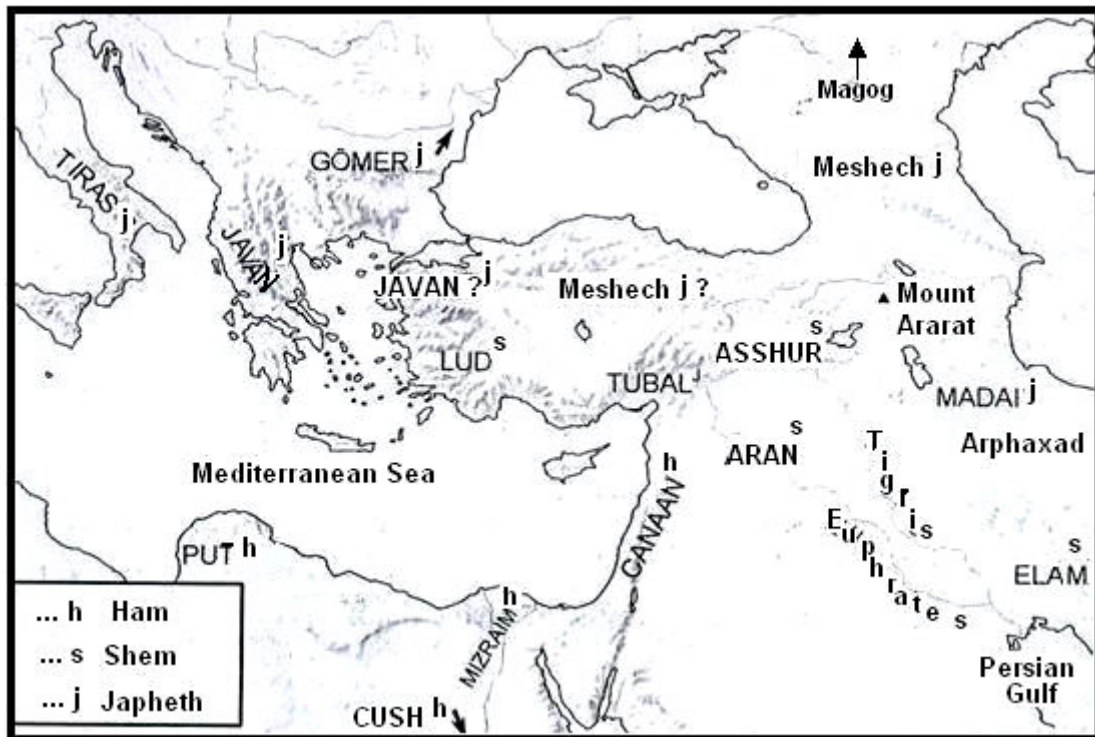 Magog
TIRAS j
GÖMER j
Meshech j
JAVAN j
j
JAVAN ? j
Meshech j ?
Mount
Ararat
LUD s
ASSHUR s
TUBAL j
MADAI j
ARAN s
Tigris
Arphaxad
Mediterranean Sea
CANAAN h
Euphrates
PUT h
ELAM s
... h Ham
... s Shem
... j Japheth
MIZRAIM h
CUSH h
Persian
Gulf